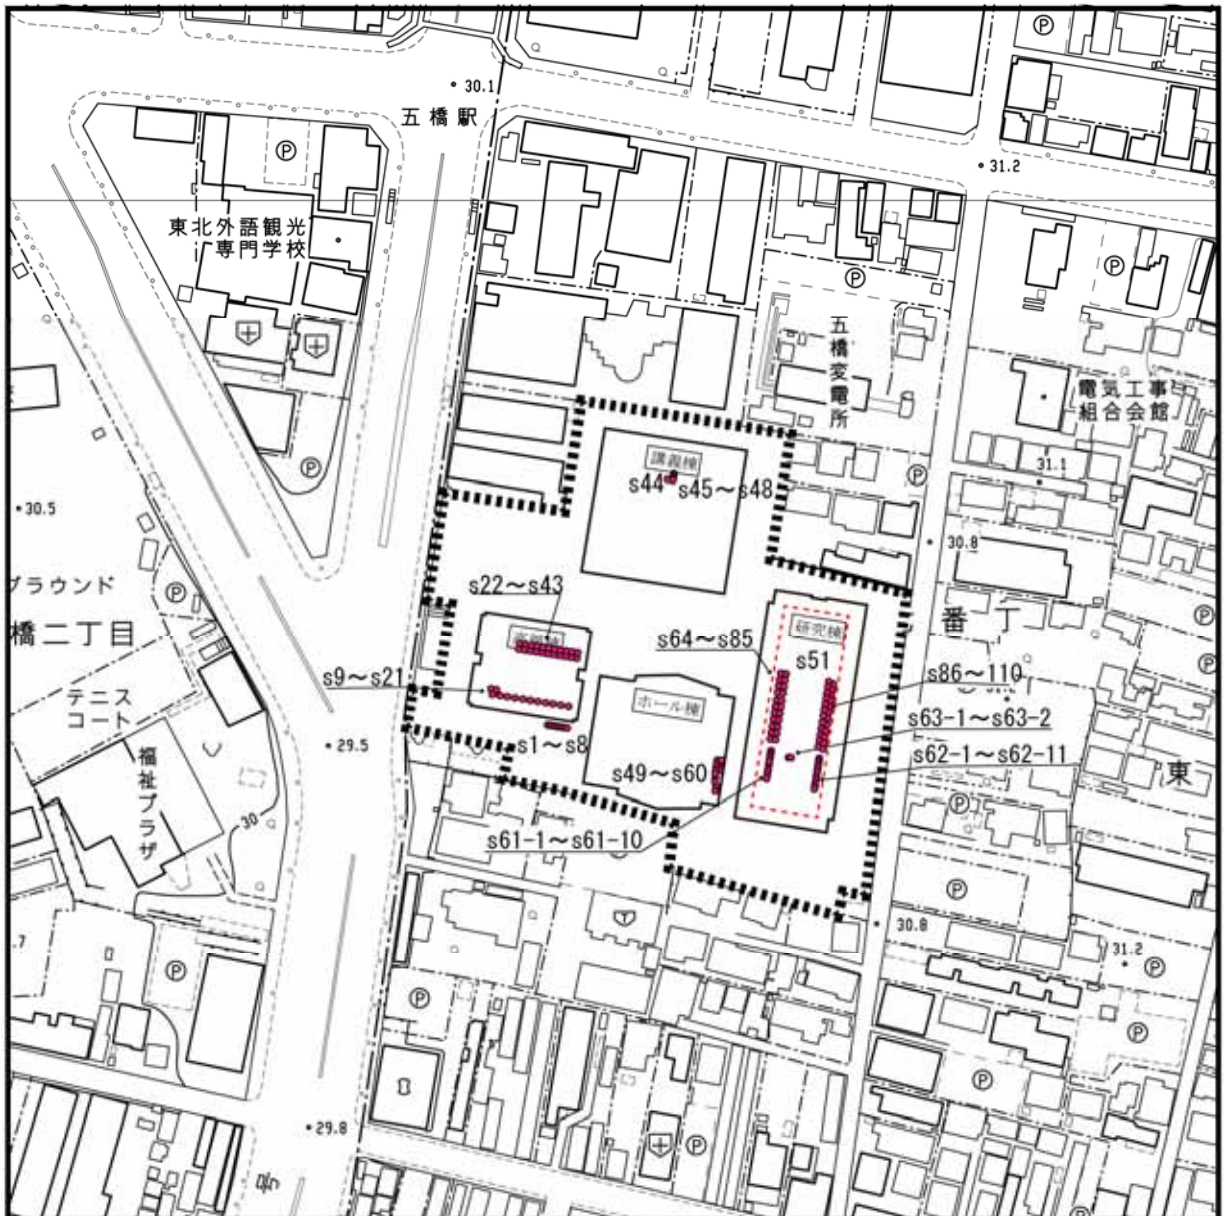 30.1
五橋駅
31.2
東北外語観光
専門学校
五橋変電所
電気工事
組合会館
講義棟
s44
s45～s48
31.1
30.5
30.8
グラウンド
s22～s43
橋二丁目
番丁
研究棟
s64～s85
s51
s9～s21
s86～110
テニス
コート
ホール棟
s63-1～s63-2
29.5
s1～s8
s62-1～s62-11
福祉プラザ
s49～s60
東
30
s61-1～s61-10
30.8
.7
31.2
29.8